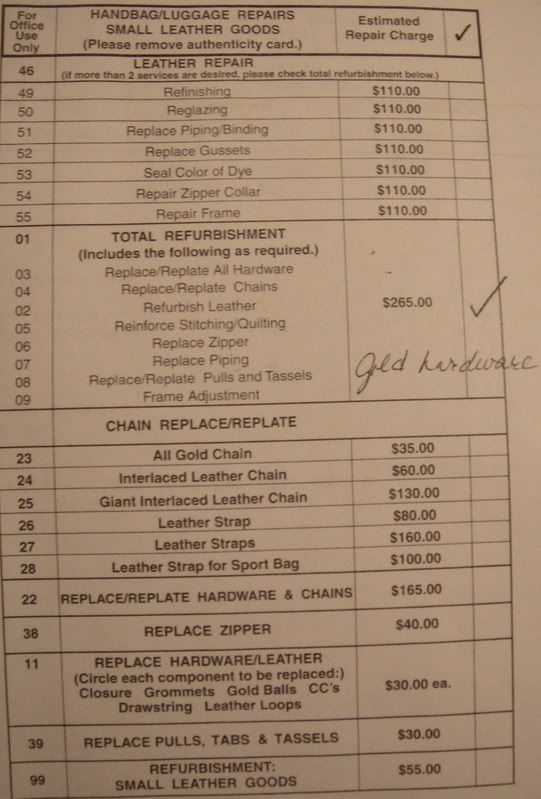 For
Office
Use
Only
HANDBAG/LUGGAGE REPAIRS
SMALL LEATHER GOODS
(Please remove authenticity card.)
Estimated
Repair Charge ✓
46 LEATHER REPAIR
(if more than 2 services are desired, please check total refurbishment below.)
49 Refinishing $110.00
50 Reglazing $110.00
51 Replace Piping/Binding $110.00
52 Replace Gussets $110.00
53 Seal Color of Dye $110.00
54 Repair Zipper Collar $110.00
55 Repair Frame $110.00
01 TOTAL REFURBISHMENT
(Includes the following as required.)
03 Replace/Replate All Hardware
04 Replace/Replate Chains
02 Refurbish Leather $265.00 ✓
05 Reinforce Stitching/Quilting
06 Replace Zipper
07 Replace Piping
08 Replace/Replate Pulls and Tassels
09 Frame Adjustment
Gold hardware
CHAIN REPLACE/REPLATE
23 All Gold Chain $35.00
24 Interlaced Leather Chain $60.00
25 Giant Interlaced Leather Chain $130.00
26 Leather Strap $80.00
27 Leather Straps $160.00
28 Leather Strap for Sport Bag $100.00
22 REPLACE/REPLATE HARDWARE & CHAINS $165.00
38 REPLACE ZIPPER $40.00
11 REPLACE HARDWARE/LEATHER
(Circle each component to be replaced:)
Closure Grommets Gold Balls CC's
Drawstring Leather Loops
$30.00 ea.
39 REPLACE PULLS, TABS & TASSELS $30.00
99 REFURBISHMENT:
SMALL LEATHER GOODS
$55.00